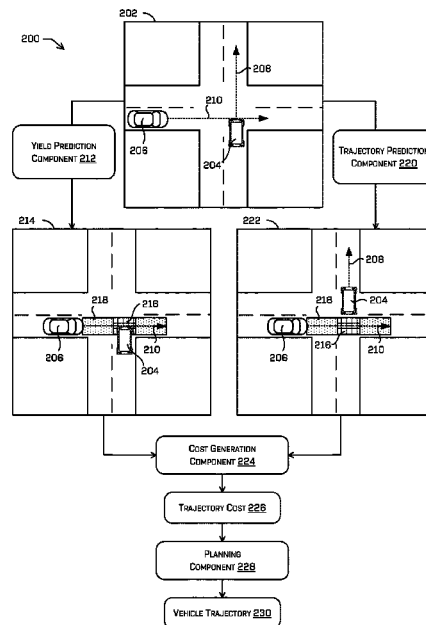 202
200
208
210
206
204
YIELD PREDICTION
COMPONENT 212
TRAJECTORY PREDICTION
COMPONENT 220
214
222
208
204
218
216
218
206
210
204
206
216
210
COST GENERATION
COMPONENT 224
TRAJECTORY COST 226
PLANNING
COMPONENT 228
VEHICLE TRAJECTORY 230